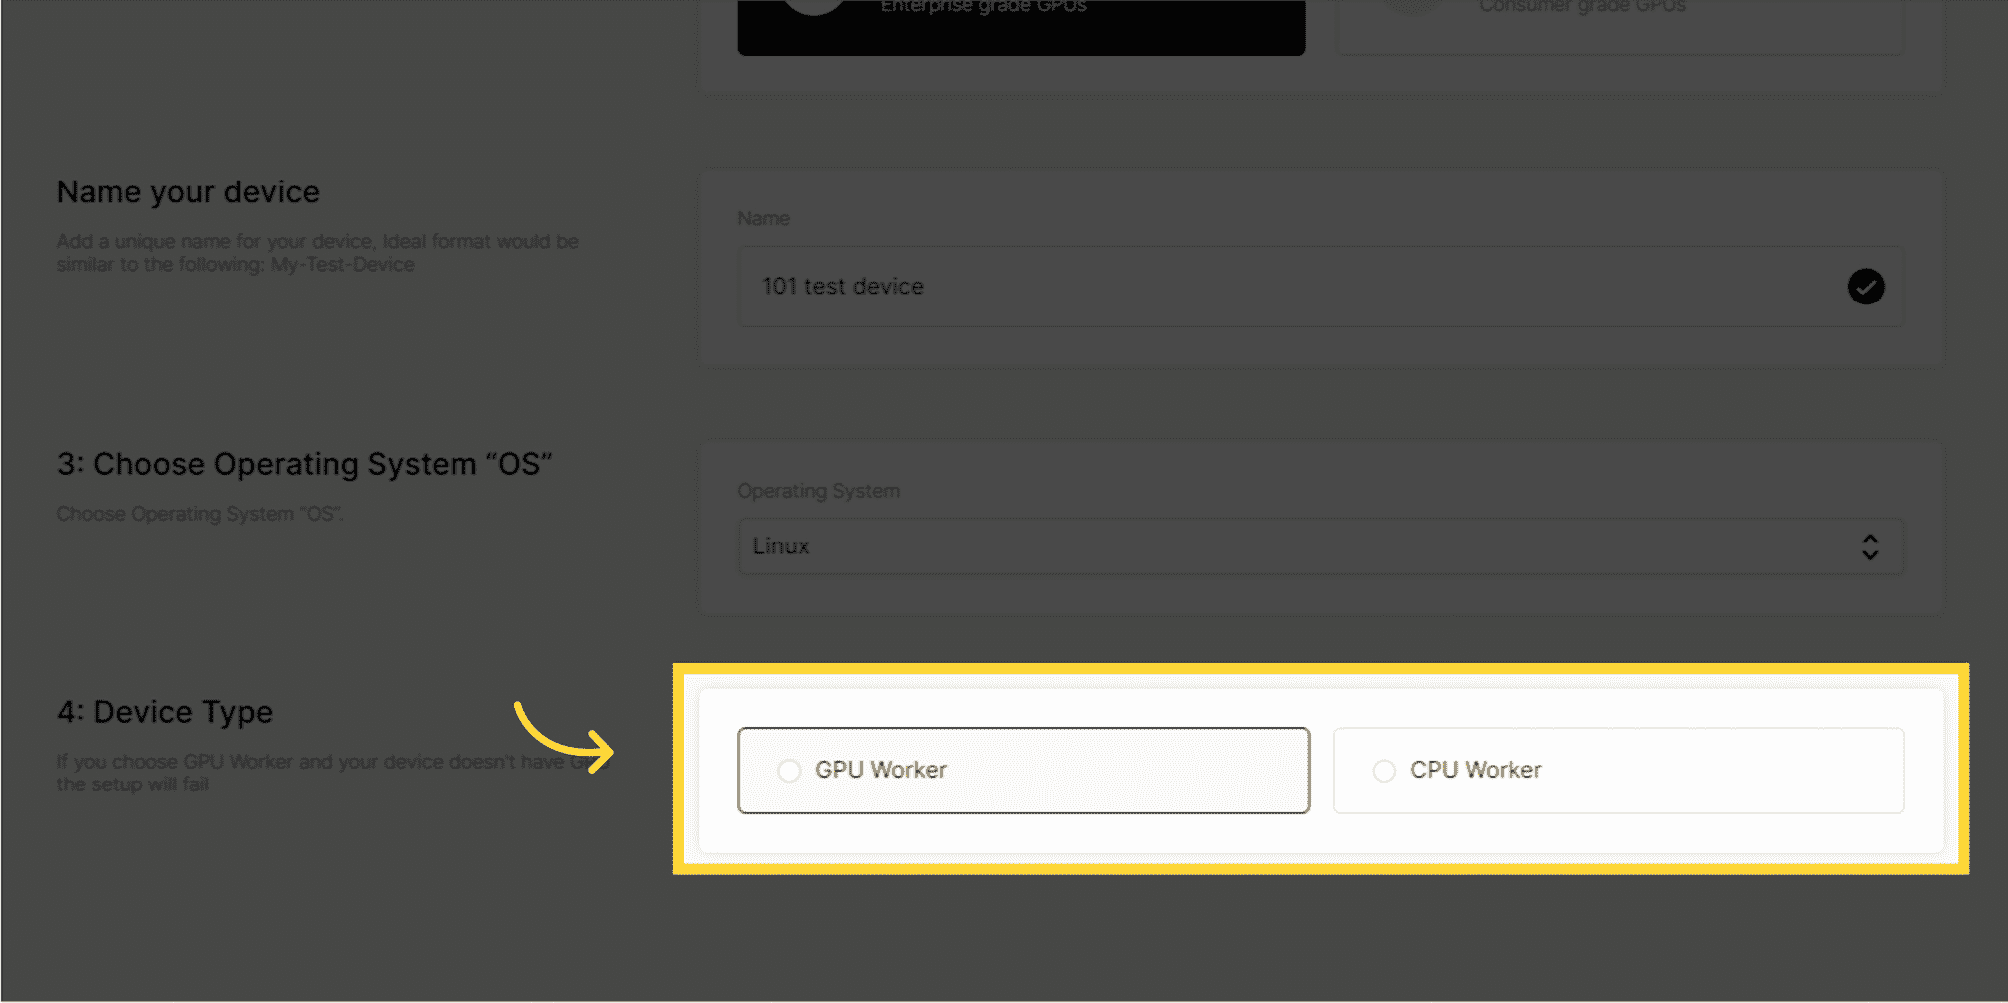 Enterprise grade GPUs
Consumer grade GPUs
Name your device
Add a unique name for your device, Ideal format would be
similar to the following: My-Test-Device
Name
101 test device
3: Choose Operating System “OS”
Choose Operating System “OS”.
Operating System
Linux
4: Device Type
If you choose GPU Worker and your device doesn't have GPU
the setup will fail
GPU Worker
CPU Worker